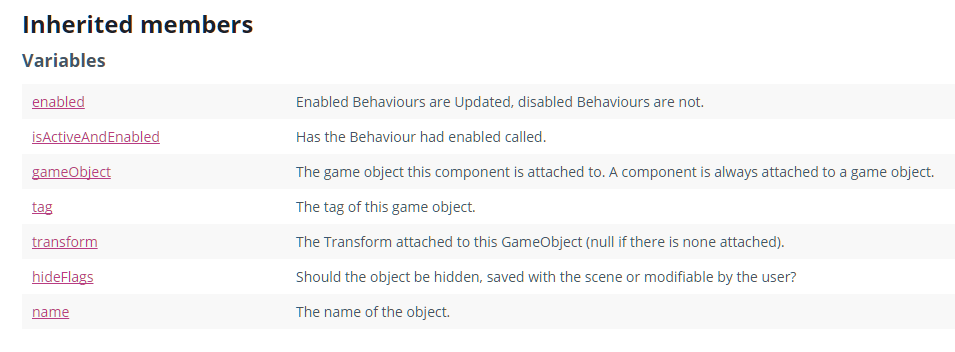 Inherited members
Variables
enabled Enabled Behaviours are Updated, disabled Behaviours are not.
isActiveAndEnabled Has the Behaviour had enabled called.
gameObject The game object this component is attached to. A component is always attached to a game object.
tag The tag of this game object.
transform The Transform attached to this GameObject (null if there is none attached).
hideFlags Should the object be hidden, saved with the scene or modifiable by the user?
name The name of the object.